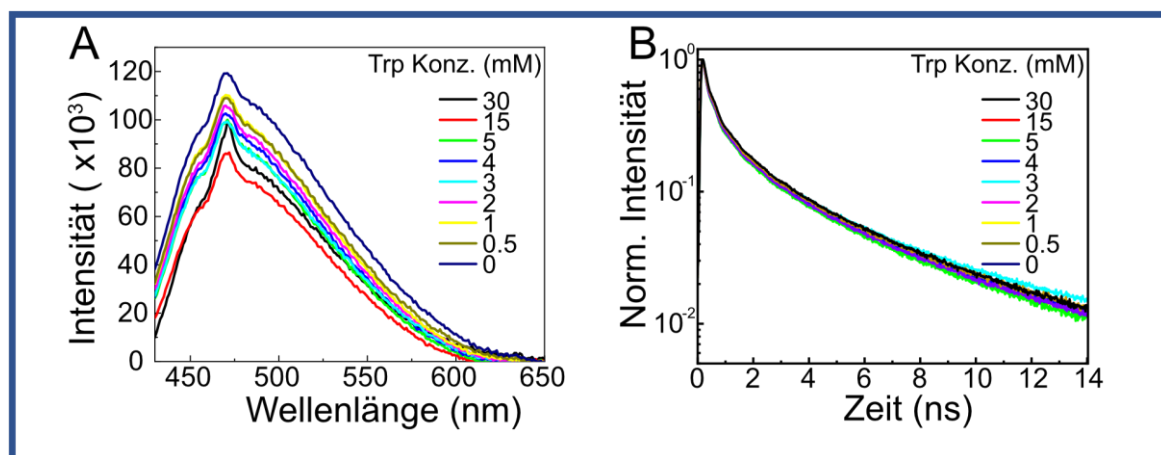 A
Trp Konz. (mM)
30
15
5
4
3
2
1
0.5
0
120
100
80
60
40
20
0
Intensität ( x10³)
450 500 550 600 650
Wellenlänge (nm)
B
Trp Konz. (mM)
30
15
5
4
3
2
1
0.5
0
10⁰
10⁻¹
10⁻²
Norm. Intensität
0 2 4 6 8 10 12 14
Zeit (ns)